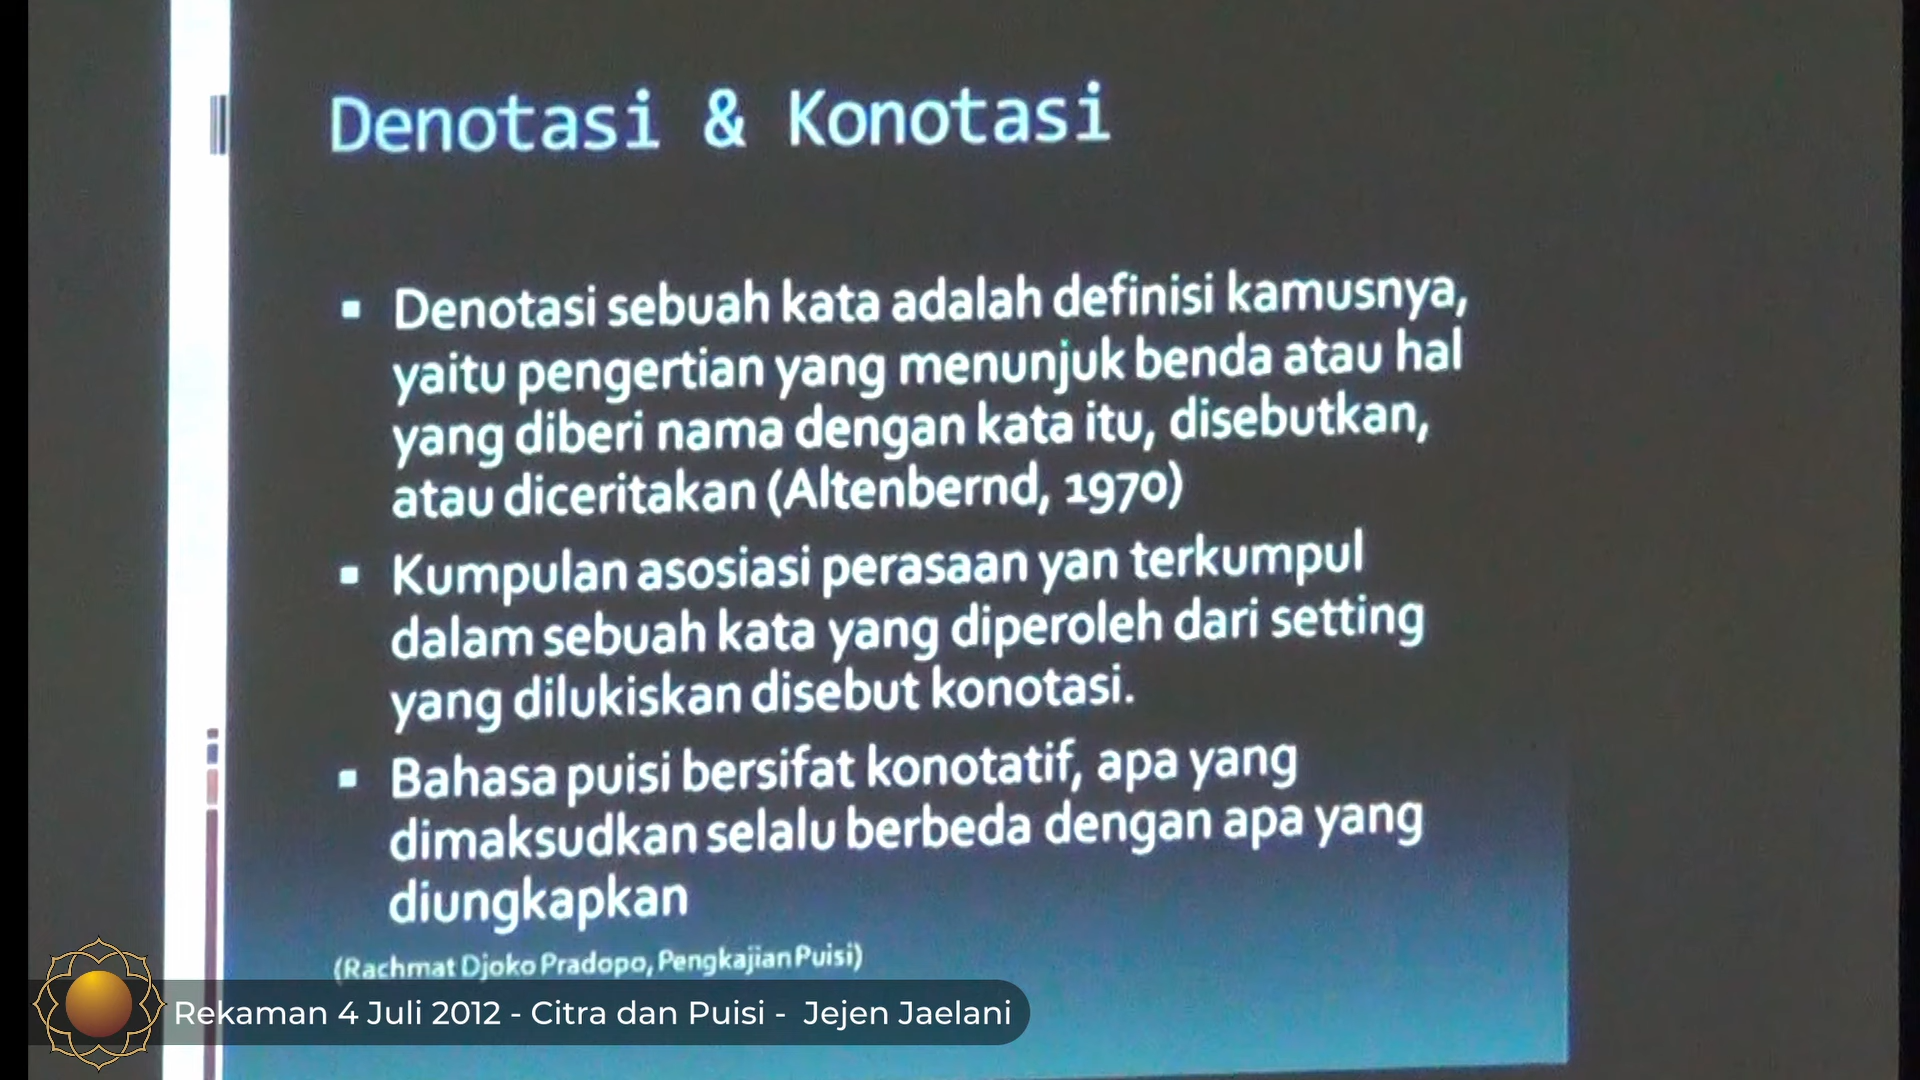 Denotasi & Konotasi
▪ Denotasi sebuah kata adalah definisi kamusnya,
yaitu pengertian yang menunjuk benda atau hal
yang diberi nama dengan kata itu, disebutkan,
atau diceritakan (Altenbernd, 1970)
▪ Kumpulan asosiasi perasaan yan terkumpul
dalam sebuah kata yang diperoleh dari setting
yang dilukiskan disebut konotasi.
▪ Bahasa puisi bersifat konotatif, apa yang
dimaksudkan selalu berbeda dengan apa yang
diungkapkan
(Rachmat Djoko Pradopo, Pengkajian Puisi)
Rekaman 4 Juli 2012 - Citra dan Puisi - Jejen Jaelani